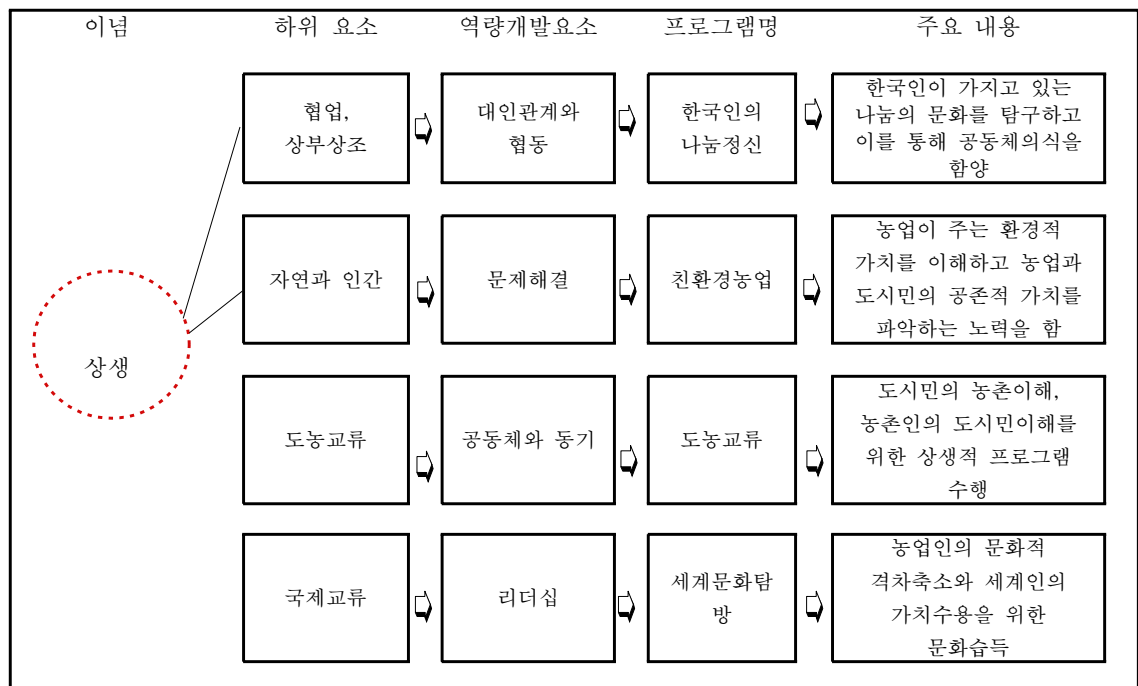 이념 하위 요소 역량개발요소 프로그램명 주요 내용
협업,
상부상조
대인관계와
협동
한국인의
나눔정신
한국인이 가지고 있는
나눔의 문화를 탐구하고
이를 통해 공동체의식을
함양
상생
자연과 인간
문제해결
친환경농업
농업이 주는 환경적
가치를 이해하고 농업과
도시민의 공존적 가치를
파악하는 노력을 함
도농교류
공동체와 동기
도농교류
도시민의 농촌이해,
농촌인의 도시민이해를
위한 상생적 프로그램
수행
국제교류
리더십
세계문화탐
방
농업인의 문화적
격차축소와 세계인의
가치수용을 위한
문화습득